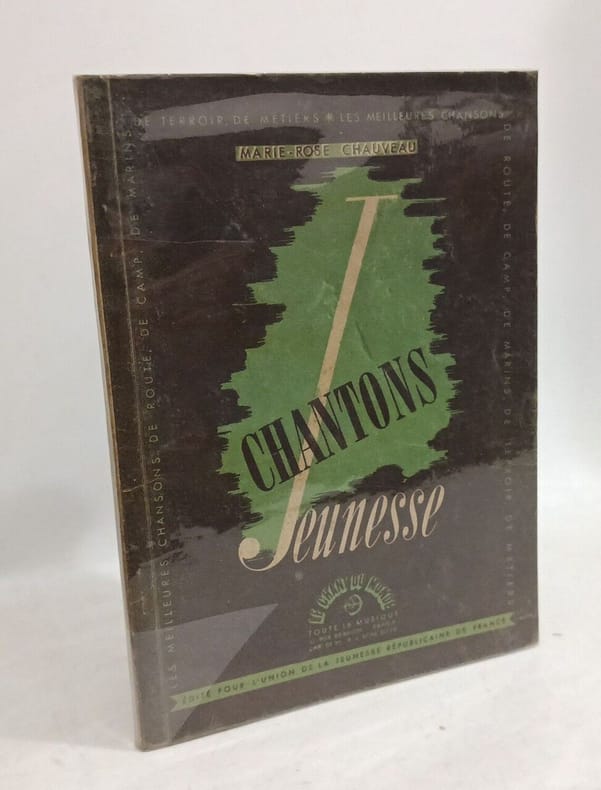 LES MEILLEURES CHANSONS DE ROUTE, DE CAMP, DE MARINS
DE TERROIR, DE METIERS LES MEILLEURES CHANSONS
DE ROUTE, DE CAMP, DE MARINS DE TERROIR DE METIERS
MARIE-ROSE CHAUVEAU
CHANTONS
Jeunesse
LE CHANT DU MONDE
TOUTE LA MUSIQUE
ÉDITÉ POUR L'UNION DE LA JEUNESSE RÉPUBLICAINE DE FRANCE